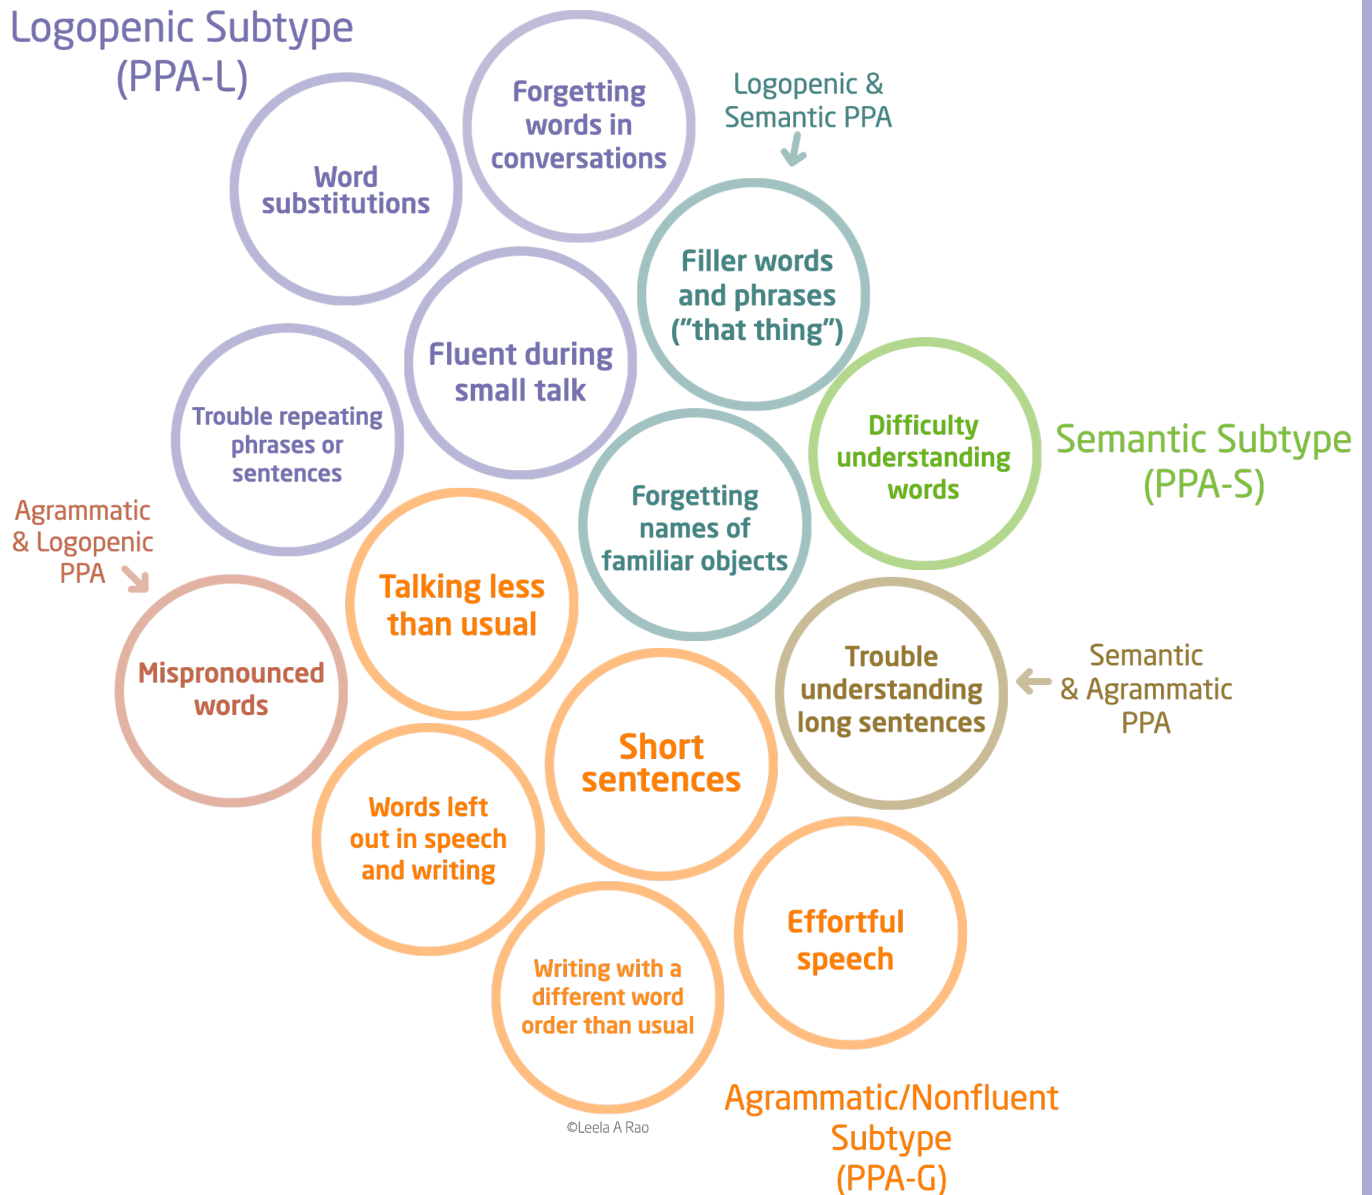 Logopenic Subtype
(PPA-L)
Forgetting
words in
conversations
Logopenic &
Semantic PPA
Word
substitutions
Filler words
and phrases
("that thing")
Fluent during
small talk
Trouble repeating
phrases or
sentences
Difficulty
understanding
words
Semantic Subtype
(PPA-S)
Forgetting
names of
familiar objects
Agrammatic
& Logopenic
PPA
Talking less
than usual
Mispronounced
words
Trouble
understanding
long sentences
Semantic
& Agrammatic
PPA
Short
sentences
Words left
out in speech
and writing
Effortful
speech
Writing with a
different word
order than usual
©Leela A Rao
Agrammatic/Nonfluent
Subtype
(PPA-G)